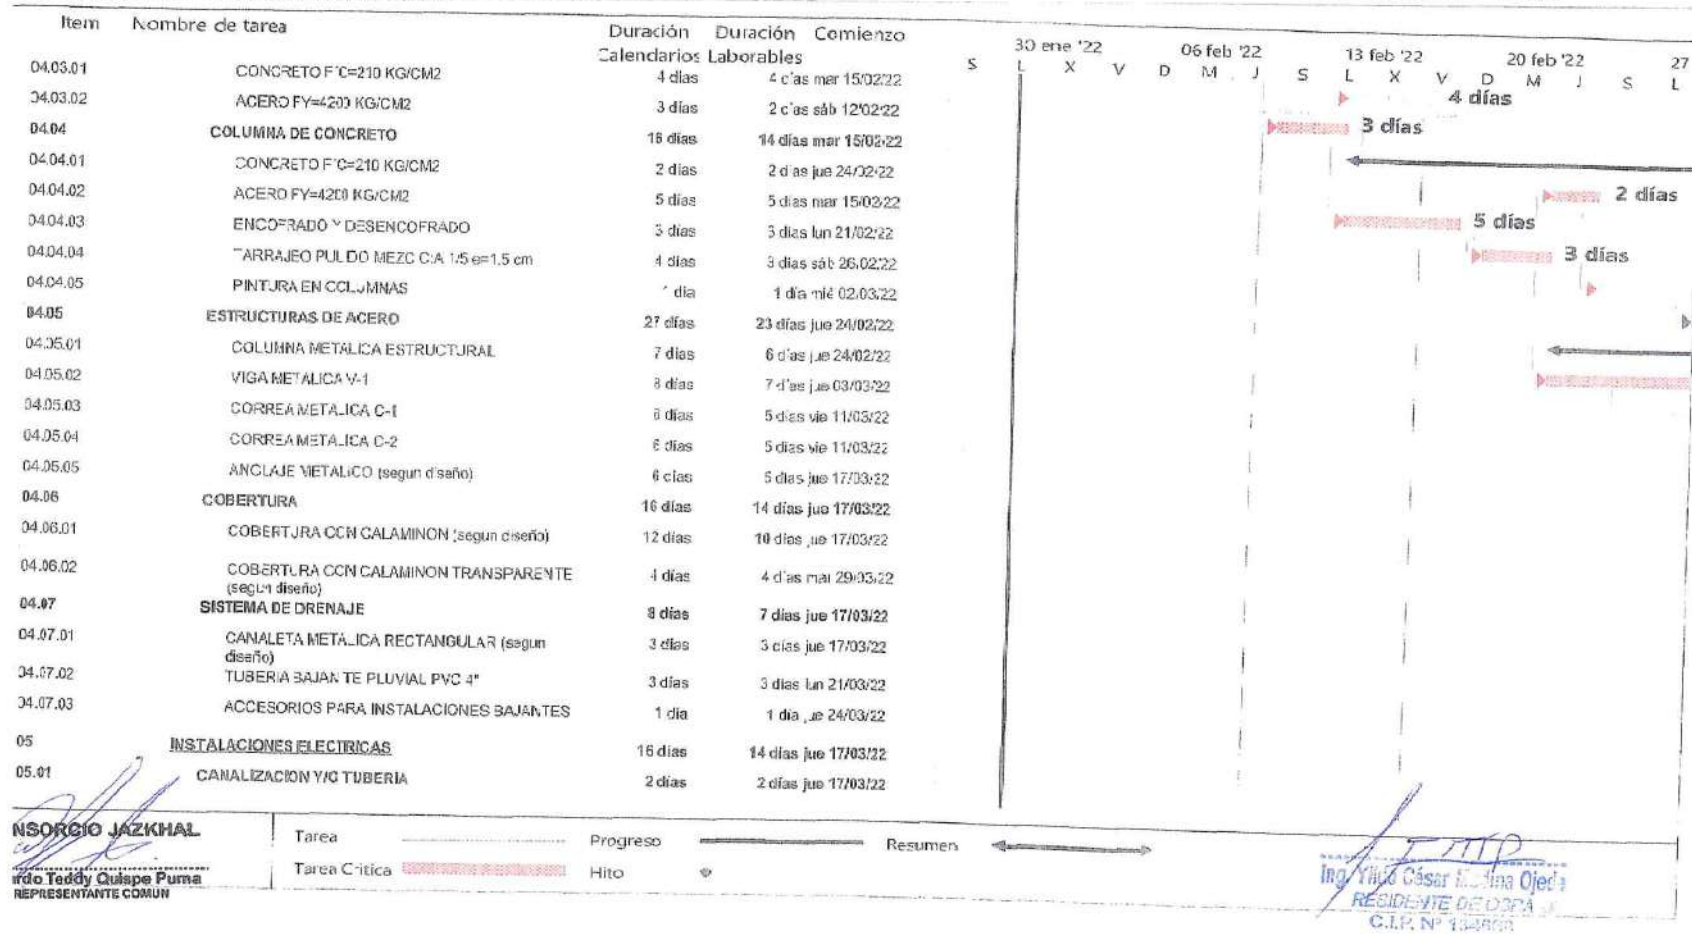 Item Nombre de tarea Duración Calendarios Duración Laborables Comienzo
30 ene '22 06 feb '22 13 feb '22 20 feb '22 27
S L X V D M J S L X V D M J S L
04.03.01 CONCRETO F'C=210 KG/CM2 4 días 4 días mar 15/02/22 4 días
04.03.02 ACERO FY=4200 KG/CM2 3 días 2 días sáb 12/02/22 3 días
04.04 COLUMNA DE CONCRETO 16 días 14 días mar 15/02/22
04.04.01 CONCRETO F'C=210 KG/CM2 2 días 2 días jue 24/02/22 2 días
04.04.02 ACERO FY=4200 KG/CM2 5 días 5 días mar 15/02/22 5 días
04.04.03 ENCOFRADO Y DESENCOFRADO 3 días 3 días lun 21/02/22 3 días
04.04.04 TARRAJEO PULIDO MEZC C:A 1/5 e=1.5 cm 4 días 3 días sáb 26/02/22
04.04.05 PINTURA EN COLUMNAS 1 día 1 día mié 02/03/22
04.05 ESTRUCTURAS DE ACERO 27 días 23 días jue 24/02/22
04.05.01 COLUMNA METALICA ESTRUCTURAL 7 días 6 días jue 24/02/22
04.05.02 VIGA METALICA V-1 8 días 7 días jue 03/03/22
04.05.03 CORREA METALICA C-1 6 días 5 días vie 11/03/22
04.05.04 CORREA METALICA C-2 6 días 5 días vie 11/03/22
04.05.05 ANCLAJE METALICO (segun diseño) 6 días 5 días jue 17/03/22
04.06 COBERTURA 16 días 14 días jue 17/03/22
04.06.01 COBERTURA CON CALAMINON (segun diseño) 12 días 10 días jue 17/03/22
04.06.02 COBERTURA CON CALAMINON TRANSPARENTE 4 días 4 días mar 29/03/22
(segun diseño)
04.07 SISTEMA DE DRENAJE 8 días 7 días jue 17/03/22
04.07.01 CANALETA METALICA RECTANGULAR (segun 3 días 3 días jue 17/03/22
diseño)
04.07.02 TUBERIA BAJANTE PLUVIAL PVC 4" 3 días 3 días lun 21/03/22
04.07.03 ACCESORIOS PARA INSTALACIONES BAJANTES 1 día 1 día jue 24/03/22
05 INSTALACIONES ELECTRICAS 16 días 14 días jue 17/03/22
05.01 CANALIZACION Y/O TUBERIA 2 días 2 días jue 17/03/22
NSORCIO JAZKHAL
rdo Teddy Quispe Puma
REPRESENTANTE COMUN
Tarea Progreso Resumen
Tarea Critica Hito
Ing. César Medina Ojeda
RESIDENTE DE OBRA
C.I.P. Nº